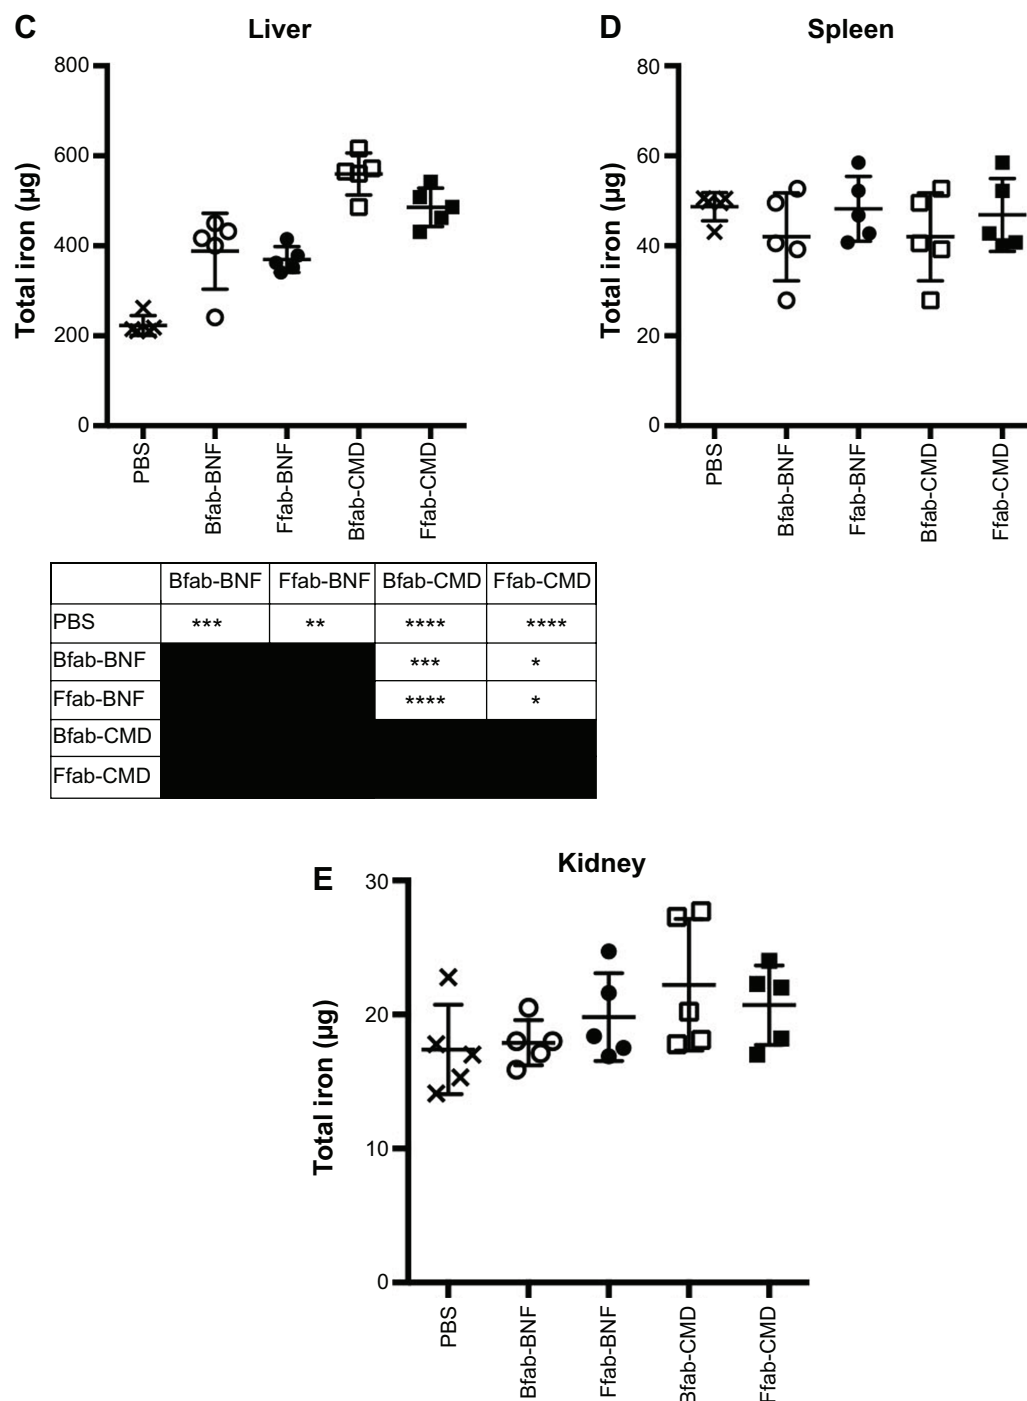 C
Liver
Total iron (µg)
800
600
400
200
0
PBS
Bfab-BNF
Ffab-BNF
Bfab-CMD
Ffab-CMD
D
Spleen
Total iron (µg)
80
60
40
20
0
PBS
Bfab-BNF
Ffab-BNF
Bfab-CMD
Ffab-CMD
Bfab-BNF Ffab-BNF Bfab-CMD Ffab-CMD
PBS *** ** **** ****
Bfab-BNF *** *
Ffab-BNF **** *
Bfab-CMD
Ffab-CMD
E
Kidney
Total iron (µg)
30
20
10
0
PBS
Bfab-BNF
Ffab-BNF
Bfab-CMD
Ffab-CMD